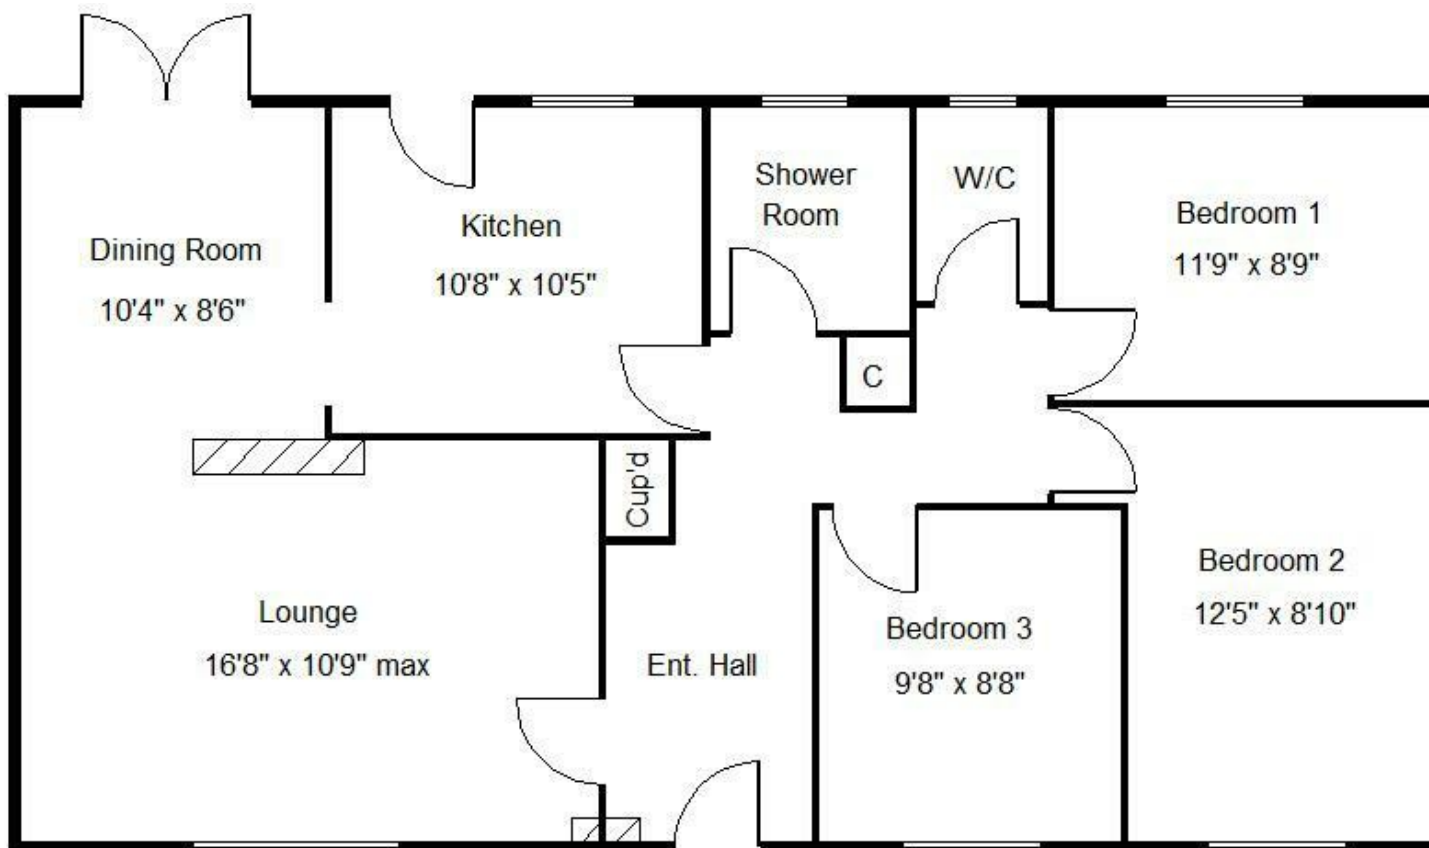 Dining Room
10'4" x 8'6"
Kitchen
10'8" x 10'5"
Shower
Room
W/C
Bedroom 1
11'9" x 8'9"
C
Cup'd
Lounge
16'8" x 10'9" max
Ent. Hall
Bedroom 3
9'8" x 8'8"
Bedroom 2
12'5" x 8'10"